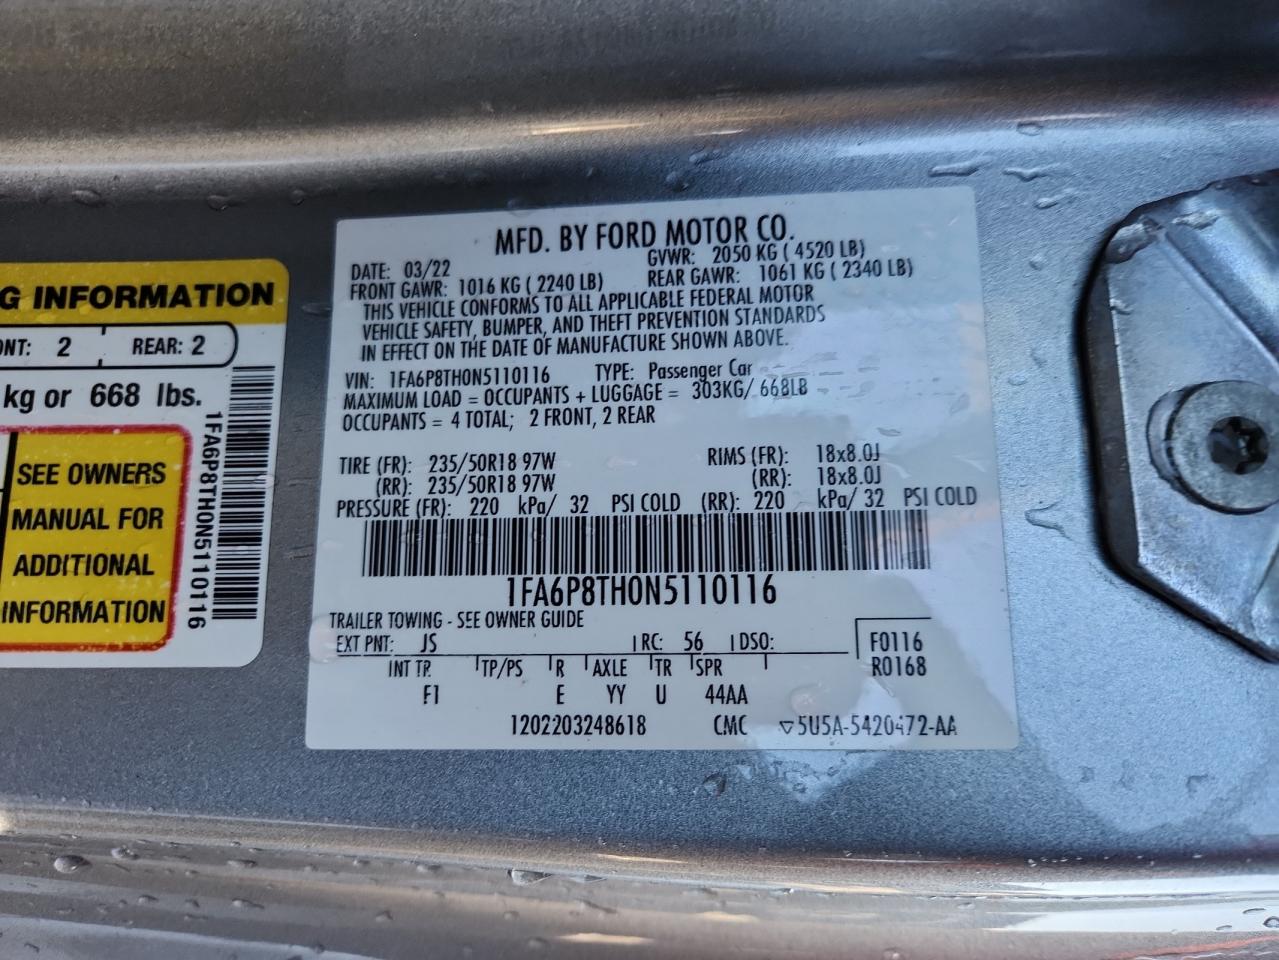 G INFORMATION
ONT: 2 REAR: 2
kg or 668 lbs.
SEE OWNERS
MANUAL FOR
ADDITIONAL
INFORMATION
1FA6P8TH0N5110116
MFD. BY FORD MOTOR CO.
DATE: 03/22 GVWR: 2050 KG ( 4520 LB)
FRONT GAWR: 1016 KG ( 2240 LB) REAR GAWR: 1061 KG ( 2340 LB)
THIS VEHICLE CONFORMS TO ALL APPLICABLE FEDERAL MOTOR
VEHICLE SAFETY, BUMPER, AND THEFT PREVENTION STANDARDS
IN EFFECT ON THE DATE OF MANUFACTURE SHOWN ABOVE.
VIN: 1FA6P8TH0N5110116 TYPE: Passenger Car
MAXIMUM LOAD = OCCUPANTS + LUGGAGE = 303KG/ 668LB
OCCUPANTS = 4 TOTAL; 2 FRONT, 2 REAR
TIRE (FR): 235/50R18 97W RIMS (FR): 18x8.0J
(RR): 235/50R18 97W (RR): 18x8.0J
PRESSURE (FR): 220 kPa/ 32 PSI COLD (RR): 220 kPa/ 32 PSI COLD
1FA6P8TH0N5110116
TRAILER TOWING - SEE OWNER GUIDE
EXT PNT: JS RC: 56 DSO: F0116
R0168
INT TR TP/PS R AXLE TR SPR
F1 E YY U 44AA
1202203248618 CMC ▽5U5A-5420472-AA